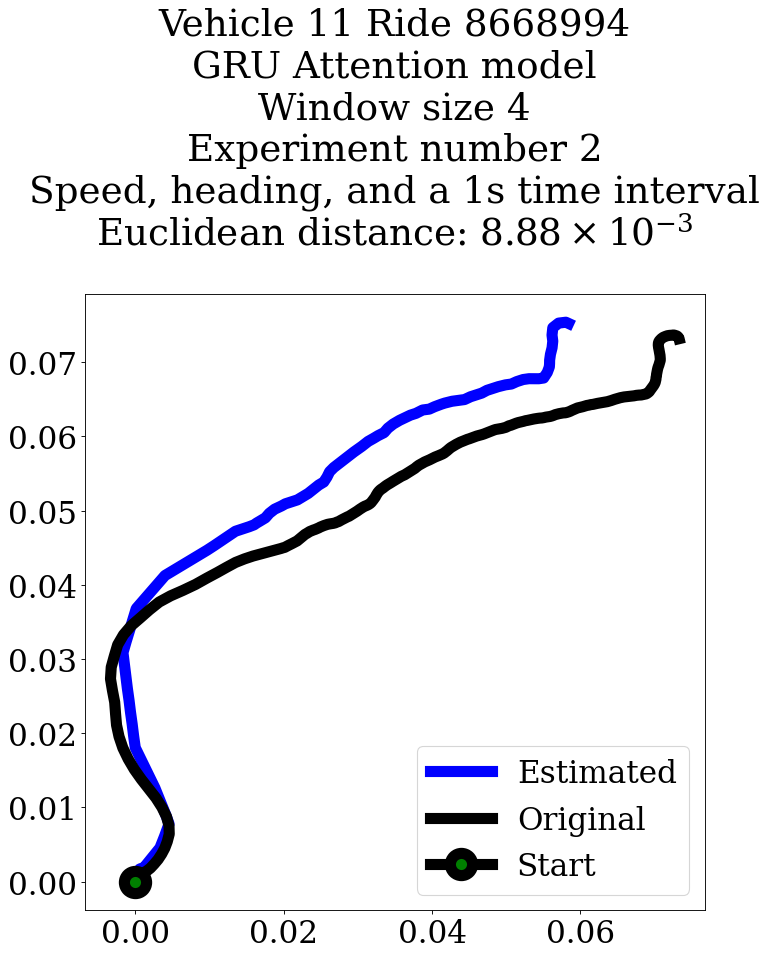 Vehicle 11 Ride 8668994
GRU Attention model
Window size 4
Experiment number 2
Speed, heading, and a 1s time interval
Euclidean distance: 8.88 × 10⁻³
0.07
0.06
0.05
0.04
0.03
0.02
0.01
0.00
Estimated
Original
Start
0.00 0.02 0.04 0.06